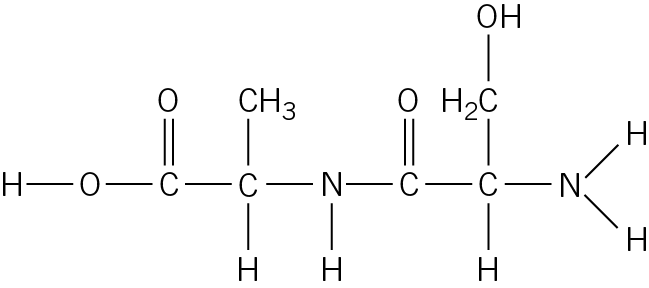 OH
O CH3 O H2C
H
H O C C N C C N
H
H H H